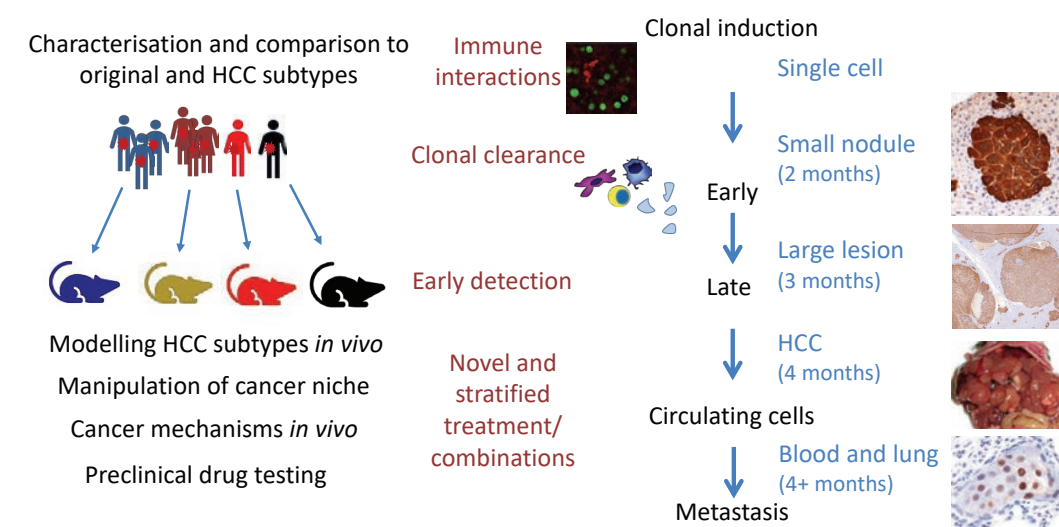 Characterisation and comparison to
original and HCC subtypes
Modelling HCC subtypes in vivo
Manipulation of cancer niche
Cancer mechanisms in vivo
Preclinical drug testing
Immune
interactions
Clonal clearance
Early detection
Novel and
stratified
treatment/
combinations
Clonal induction
Single cell
Small nodule
(2 months)
Early
Large lesion
(3 months)
Late
HCC
(4 months)
Circulating cells
Blood and lung
(4+ months)
Metastasis